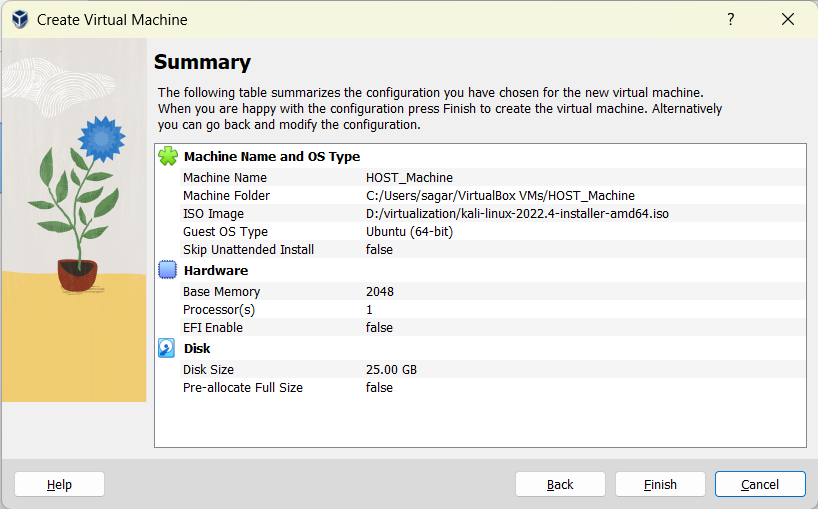 Create Virtual Machine
?
Summary
The following table summarizes the configuration you have chosen for the new virtual machine.
When you are happy with the configuration press Finish to create the virtual machine. Alternatively
you can go back and modify the configuration.
Machine Name and OS Type
Machine Name HOST_Machine
Machine Folder C:/Users/sagar/VirtualBox VMs/HOST_Machine
ISO Image D:/virtualization/kali-linux-2022.4-installer-amd64.iso
Guest OS Type Ubuntu (64-bit)
Skip Unattended Install false
Hardware
Base Memory 2048
Processor(s) 1
EFI Enable false
Disk
Disk Size 25.00 GB
Pre-allocate Full Size false
Help Back Finish Cancel